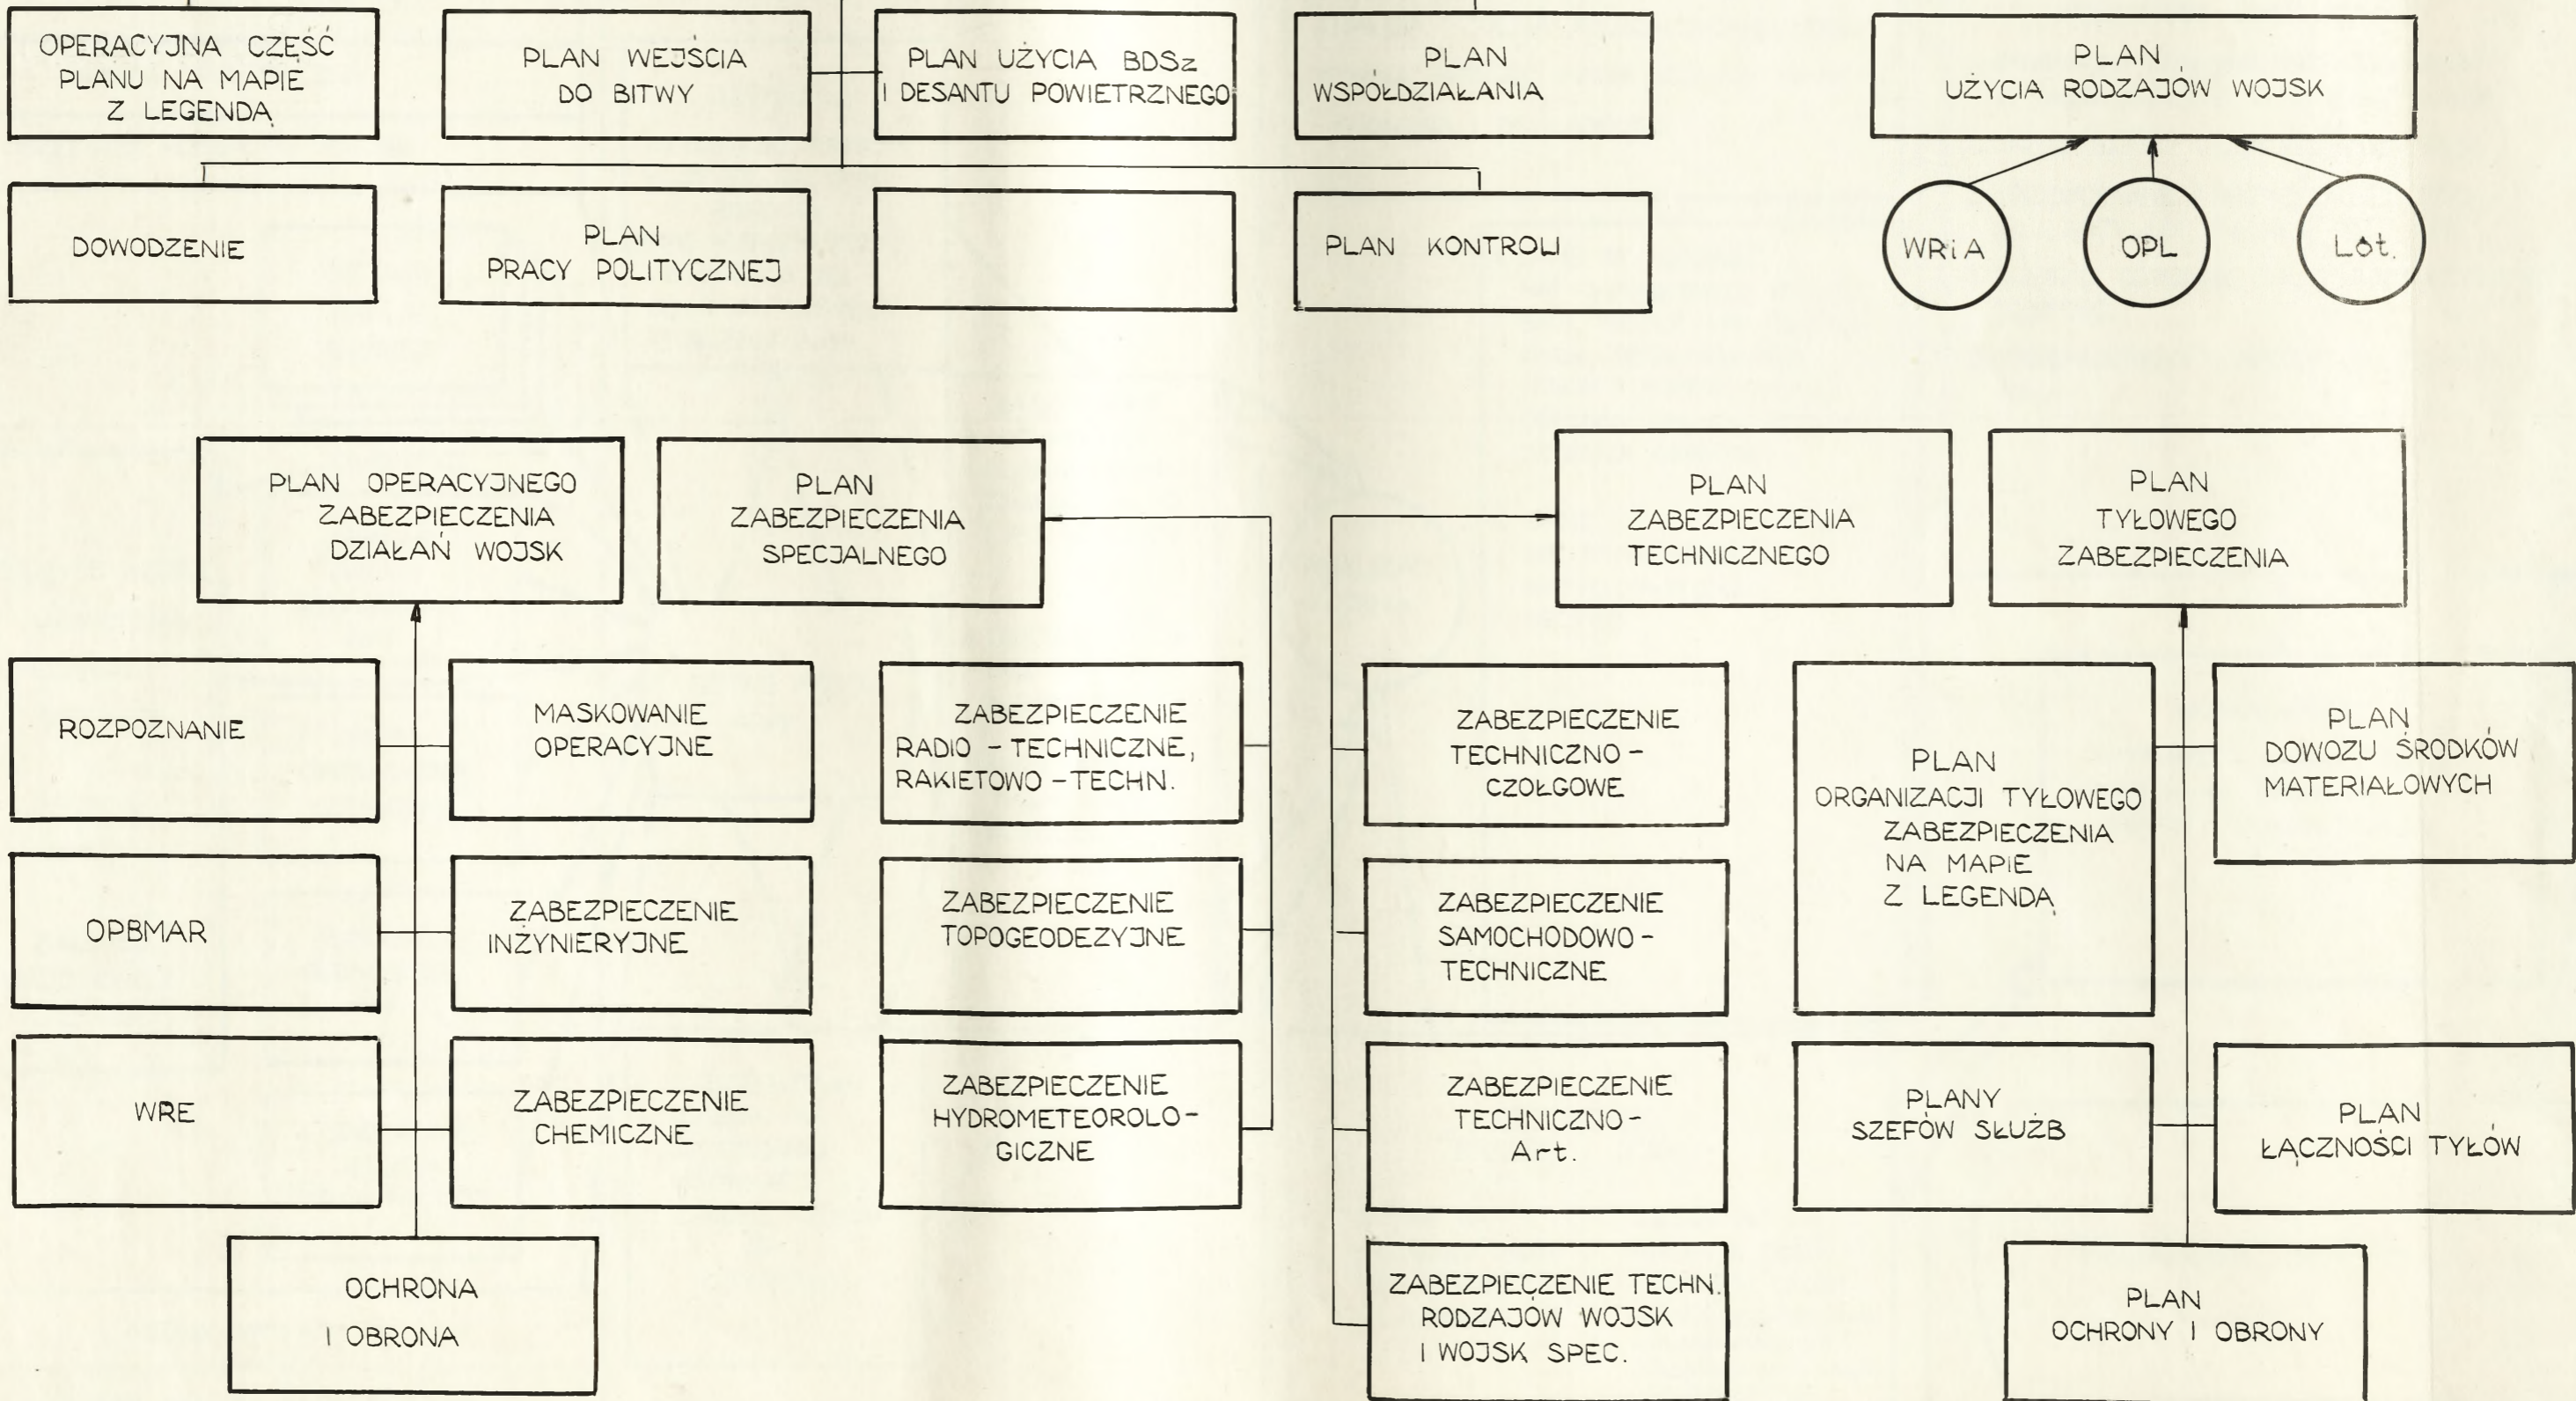 OPERACYJNA CZĘŚĆ
PLANU NA MAPIE
Z LEGENDĄ
PLAN WEJŚCIA
DO BITWY
PLAN UŻYCIA BDSz
I DESANTU POWIETRZNEGO
PLAN
WSPÓŁDZIAŁANIA
PLAN
UŻYCIA RODZAJÓW WOJSK
DOWODZENIE
PLAN
PRACY POLITYCZNEJ
PLAN KONTROLI
WRiA
OPL
Lot.
PLAN OPERACYJNEGO
ZABEZPIECZENIA
DZIAŁAŃ WOJSK
PLAN
ZABEZPIECZENIA
SPECJALNEGO
PLAN
ZABEZPIECZENIA
TECHNICZNEGO
PLAN
TYŁOWEGO
ZABEZPIECZENIA
ROZPOZNANIE
MASKOWANIE
OPERACYJNE
ZABEZPIECZENIE
RADIO - TECHNICZNE,
RAKIETOWO - TECHN.
ZABEZPIECZENIE
TECHNICZNO -
CZOŁGOWE
PLAN
ORGANIZACJI TYŁOWEGO
ZABEZPIECZENIA
NA MAPIE
Z LEGENDĄ
PLAN
DOWOZU ŚRODKÓW
MATERIAŁOWYCH
OPBMAR
ZABEZPIECZENIE
INŻYNIERYJNE
ZABEZPIECZENIE
TOPOGEODEZYJNE
ZABEZPIECZENIE
SAMOCHODOWO -
TECHNICZNE
WRE
ZABEZPIECZENIE
CHEMICZNE
ZABEZPIECZENIE
HYDROMETEOROLO -
GICZNE
ZABEZPIECZENIE
TECHNICZNO -
Art.
PLANY
SZEFÓW SŁUŻB
PLAN
ŁĄCZNOŚCI TYŁÓW
OCHRONA
I OBRONA
ZABEZPIECZENIE TECHN.
RODZAJÓW WOJSK
I WOJSK SPEC.
PLAN
OCHRONY I OBRONY